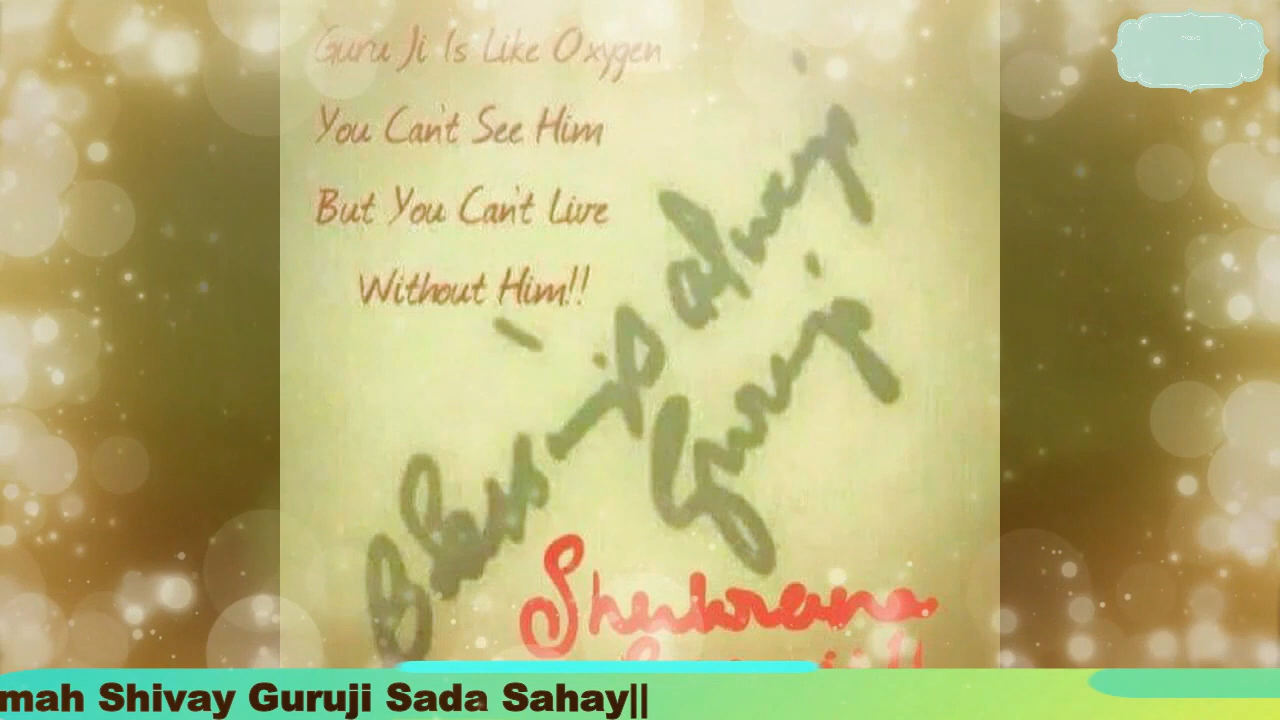 Guru Ji Is Like Oxygen
You Can't See Him
But You Can't Live
Without Him!!
Blessings always
Guruji
Shukrana
mah Shivay Guruji Sada Sahay||